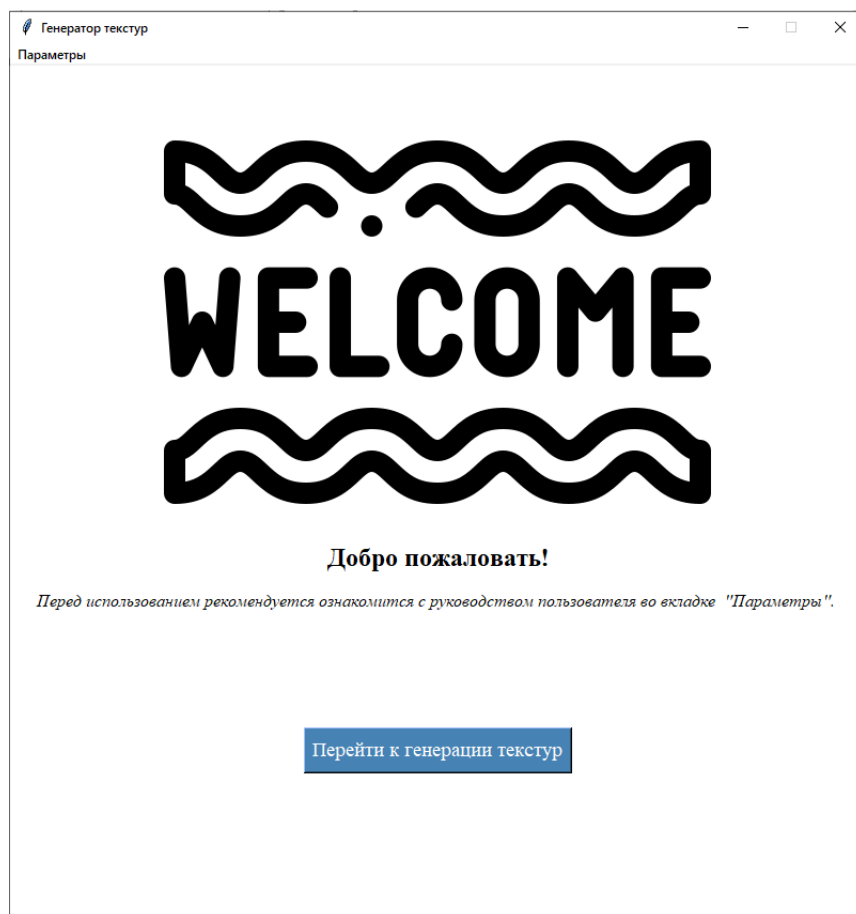 Генератор текстур
Параметры
WELCOME
Добро пожаловать!
Перед использованием рекомендуется ознакомится с руководством пользователя во вкладке "Параметры".
Перейти к генерации текстур